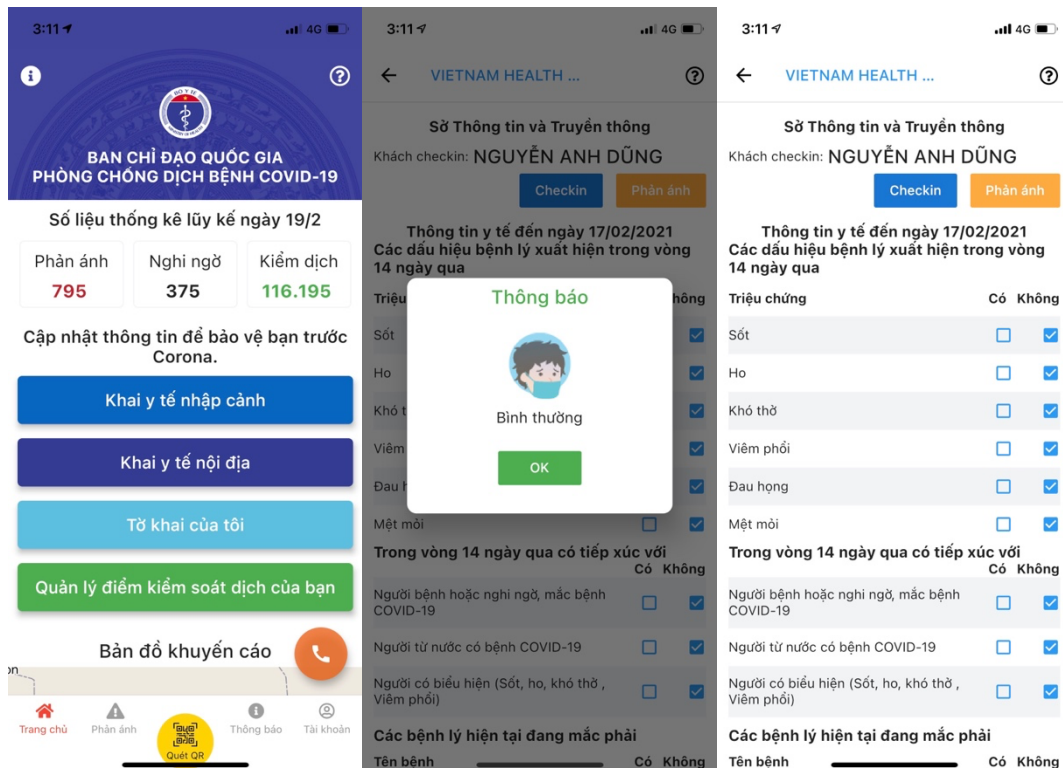 3:11
4G
BỘ Y TẾ
MINISTRY OF HEALTH
BAN CHỈ ĐẠO QUỐC GIA
PHÒNG CHỐNG DỊCH BỆNH COVID-19
Số liệu thống kê lũy kế ngày 19/2
Phản ánh
795
Nghi ngờ
375
Kiểm dịch
116.195
Cập nhật thông tin để bảo vệ bạn trước
Corona.
Khai y tế nhập cảnh
Khai y tế nội địa
Tờ khai của tôi
Quản lý điểm kiểm soát dịch của bạn
Bản đồ khuyến cáo
Trang chủ
Phản ánh
Quét QR
Thông báo
Tài khoản
3:11
4G
VIETNAM HEALTH ...
Sở Thông tin và Truyền thông
Khách checkin: NGUYỄN ANH DŨNG
Checkin
Phản ánh
Thông tin y tế đến ngày 17/02/2021
Các dấu hiệu bệnh lý xuất hiện trong vòng
14 ngày qua
Triệu
hông
Thông báo
Bình thường
OK
Sốt
Ho
Khó t
Viêm
Đau h
Mệt mỏi
Trong vòng 14 ngày qua có tiếp xúc với
Có Không
Người bệnh hoặc nghi ngờ, mắc bệnh
COVID-19
Người từ nước có bệnh COVID-19
Người có biểu hiện (Sốt, ho, khó thở ,
Viêm phổi)
Các bệnh lý hiện tại đang mắc phải
Tên bệnh Có Không
3:11
4G
VIETNAM HEALTH ...
Sở Thông tin và Truyền thông
Khách checkin: NGUYỄN ANH DŨNG
Checkin
Phản ánh
Thông tin y tế đến ngày 17/02/2021
Các dấu hiệu bệnh lý xuất hiện trong vòng
14 ngày qua
Triệu chứng Có Không
Sốt
Ho
Khó thở
Viêm phổi
Đau họng
Mệt mỏi
Trong vòng 14 ngày qua có tiếp xúc với
Có Không
Người bệnh hoặc nghi ngờ, mắc bệnh
COVID-19
Người từ nước có bệnh COVID-19
Người có biểu hiện (Sốt, ho, khó thở ,
Viêm phổi)
Các bệnh lý hiện tại đang mắc phải
Tên bệnh Có Không